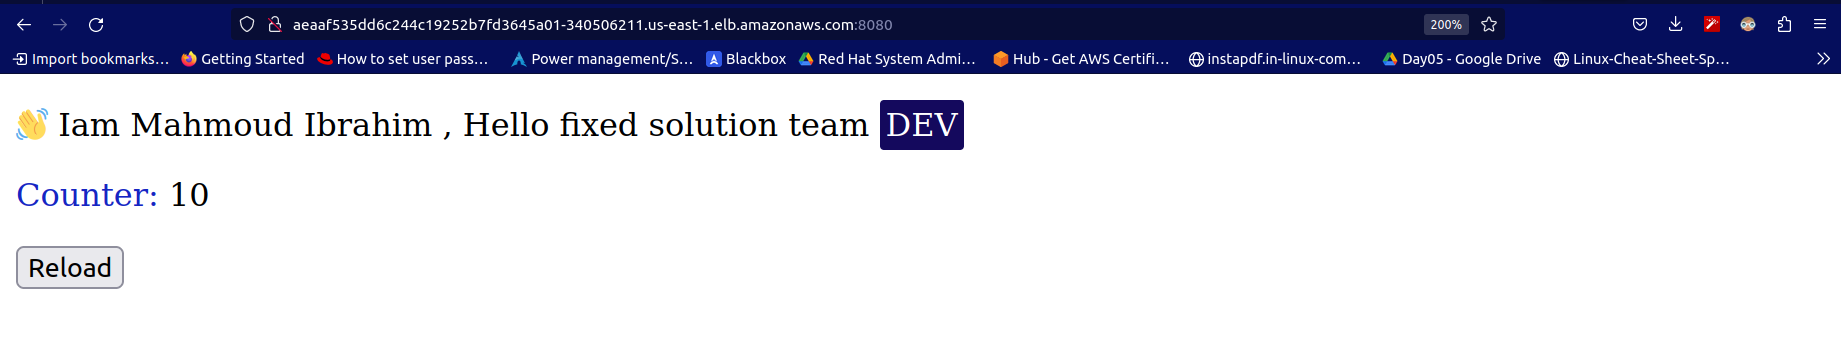 aeaaf535dd6c244c19252b7fd3645a01-340506211.us-east-1.elb.amazonaws.com:8080 200%
Import bookmarks... Getting Started How to set user pass... Power management/S... Blackbox Red Hat System Admi... Hub - Get AWS Certifi... instapdf.in-linux-com... Day05 - Google Drive Linux-Cheat-Sheet-Sp...
👋 Iam Mahmoud Ibrahim , Hello fixed solution team DEV
Counter: 10
Reload